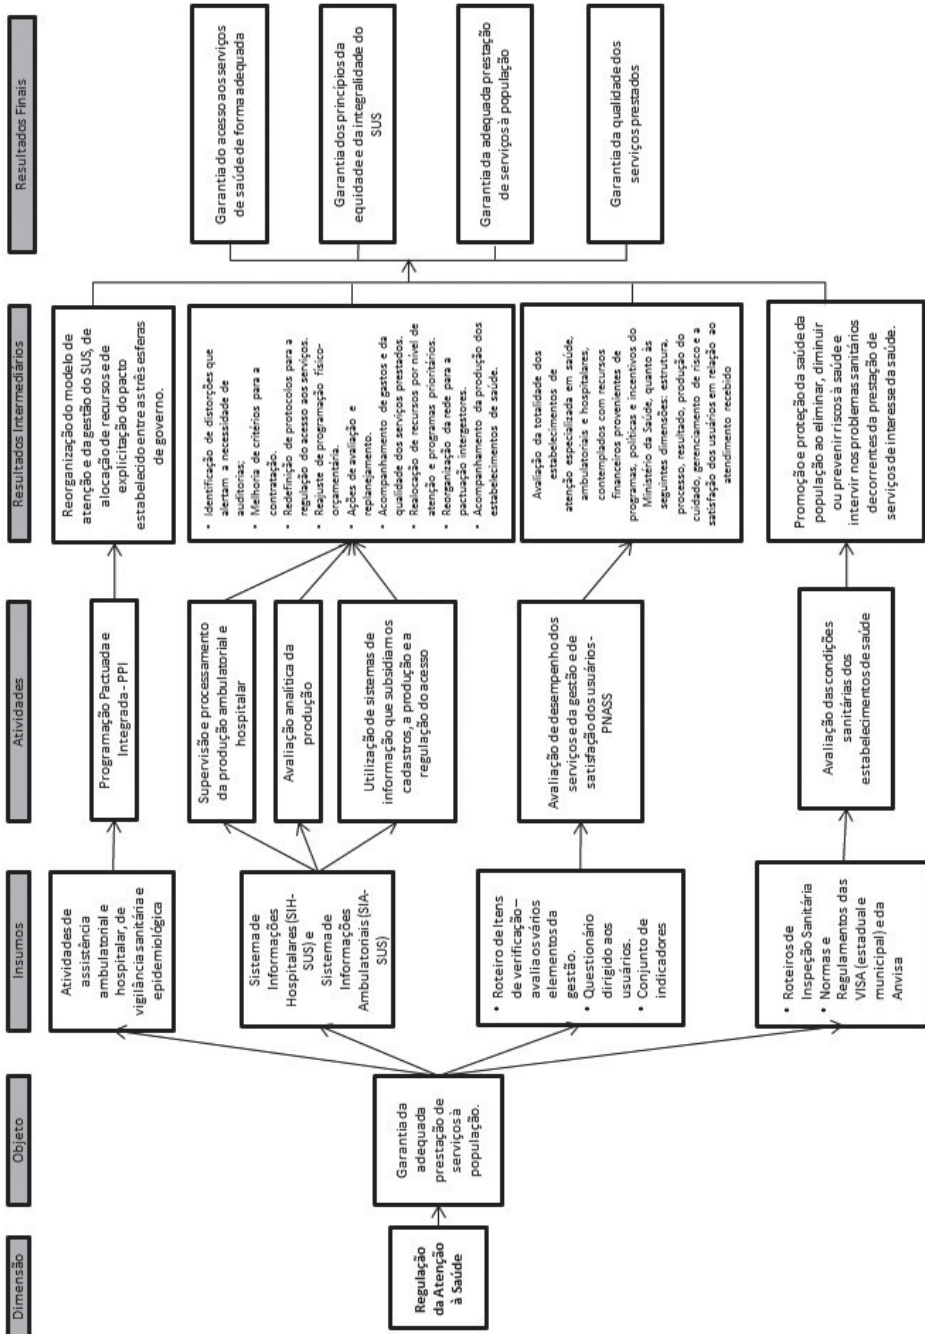 Dimensão
Objeto
Insumos
Atividades
Resultados Intermediários
Resultados Finais
Regulação
da Atenção
à Saúde
Garantia da
adequada
prestação de
serviços à
população.
Atividades de
assistência
ambulatorial e
hospitalar, de
vigilância sanitária e
epidemiológica
Programação Pactuada e
Integrada - PPI
Reorganização do modelo de
atenção e da gestão do SUS, de
alocação de recursos e de
explicitação do pacto
estabelecido entre as três esferas
de governo.
Sistema de
Informações
Hospitalares (SIH-
SUS) e
Sistema de
Informações
Ambulatoriais (SIA-
SUS)
Supervisão e processamento
da produção ambulatorial e
hospitalar
Avaliação analítica da
produção
Utilização de sistemas de
informação que subsidiam os
cadastros, a produção e a
regulação do acesso
• Identificação de distorções que
alertam a necessidade de
auditorias;
• Melhoria de critérios para a
contratação.
• Redefinição de protocolos para a
regulação do acesso aos serviços.
• Reajuste de programação físico-
orçamentária.
• Ações de avaliação e
replanejamento.
• Acompanhamento de gastos e da
qualidade dos serviços prestados.
• Realocação de recursos por nível de
atenção e programas prioritários.
• Reorganização da rede para a
pactuação intergestores.
• Acompanhamento da produção dos
estabelecimentos de saúde.
• Roteiro de Itens
de verificação –
avalia os vários
elementos da
gestão.
• Questionário
dirigido aos
usuários.
• Conjunto de
indicadores
Avaliação de desempenho dos
serviços e da gestão e de
satisfação dos usuários -
PNASS
Avaliação da totalidade dos
estabelecimentos de
atenção especializada em saúde,
ambulatoriais e hospitalares,
contemplados com recursos
financeiros provenientes de
programas, políticas e incentivos do
Ministério da Saúde, quanto às
seguintes dimensões: estrutura,
processo, resultado, produção do
cuidado, gerenciamento de risco e a
satisfação dos usuários em relação ao
atendimento recebido
• Roteiros de
Inspeção Sanitária
• Normas e
Regulamentos das
VISA (estadual e
municipal) e da
Anvisa
Avaliação das condições
sanitárias dos
estabelecimentos de saúde
Promoção e proteção da saúde da
população ao eliminar, diminuir
ou prevenir riscos à saúde e
intervir nos problemas sanitários
decorrentes da prestação de
serviços de interesse da saúde.
Garantia do acesso aos serviços
de saúde de forma adequada
Garantia dos princípios da
equidade e da integralidade do
SUS
Garantia da adequada prestação
de serviços à população
Garantia da qualidade dos
serviços prestados